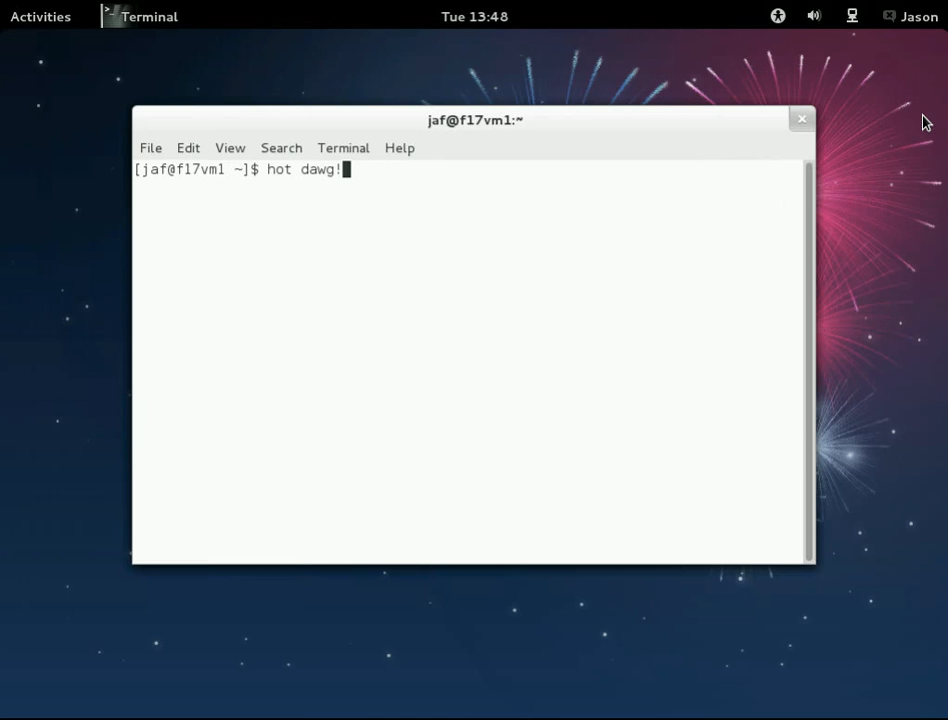 Activities Terminal Tue 13:48 Jason
jaf@f17vm1:~
File Edit View Search Terminal Help
[jaf@f17vm1 ~]$ hot dawg!